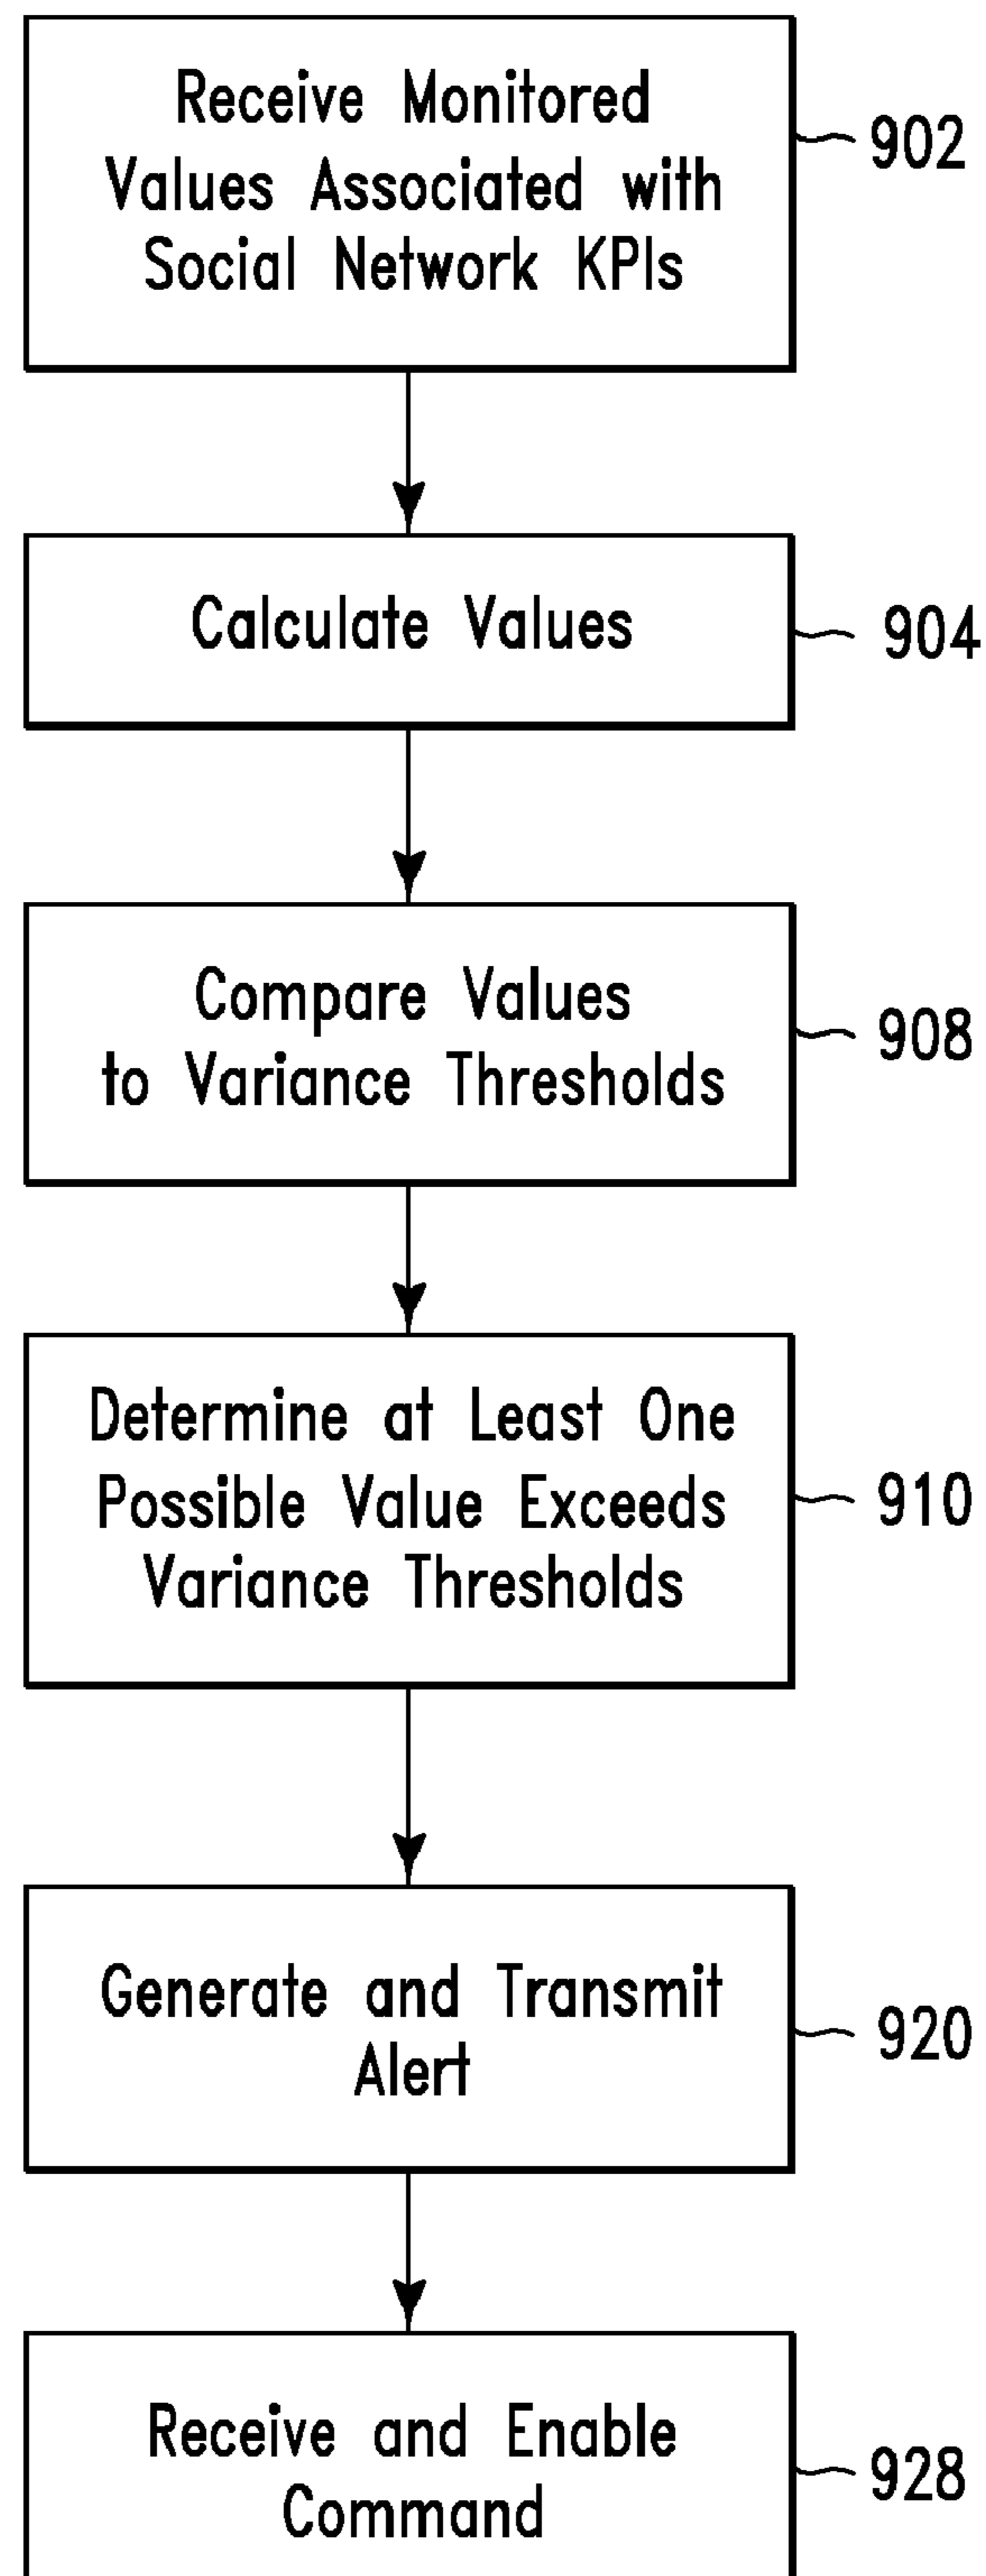 Receive Monitored
Values Associated with
Social Network KPIs
902
Calculate Values
904
Compare Values
to Variance Thresholds
908
Determine at Least One
Possible Value Exceeds
Variance Thresholds
910
Generate and Transmit
Alert
920
Receive and Enable
Command
928